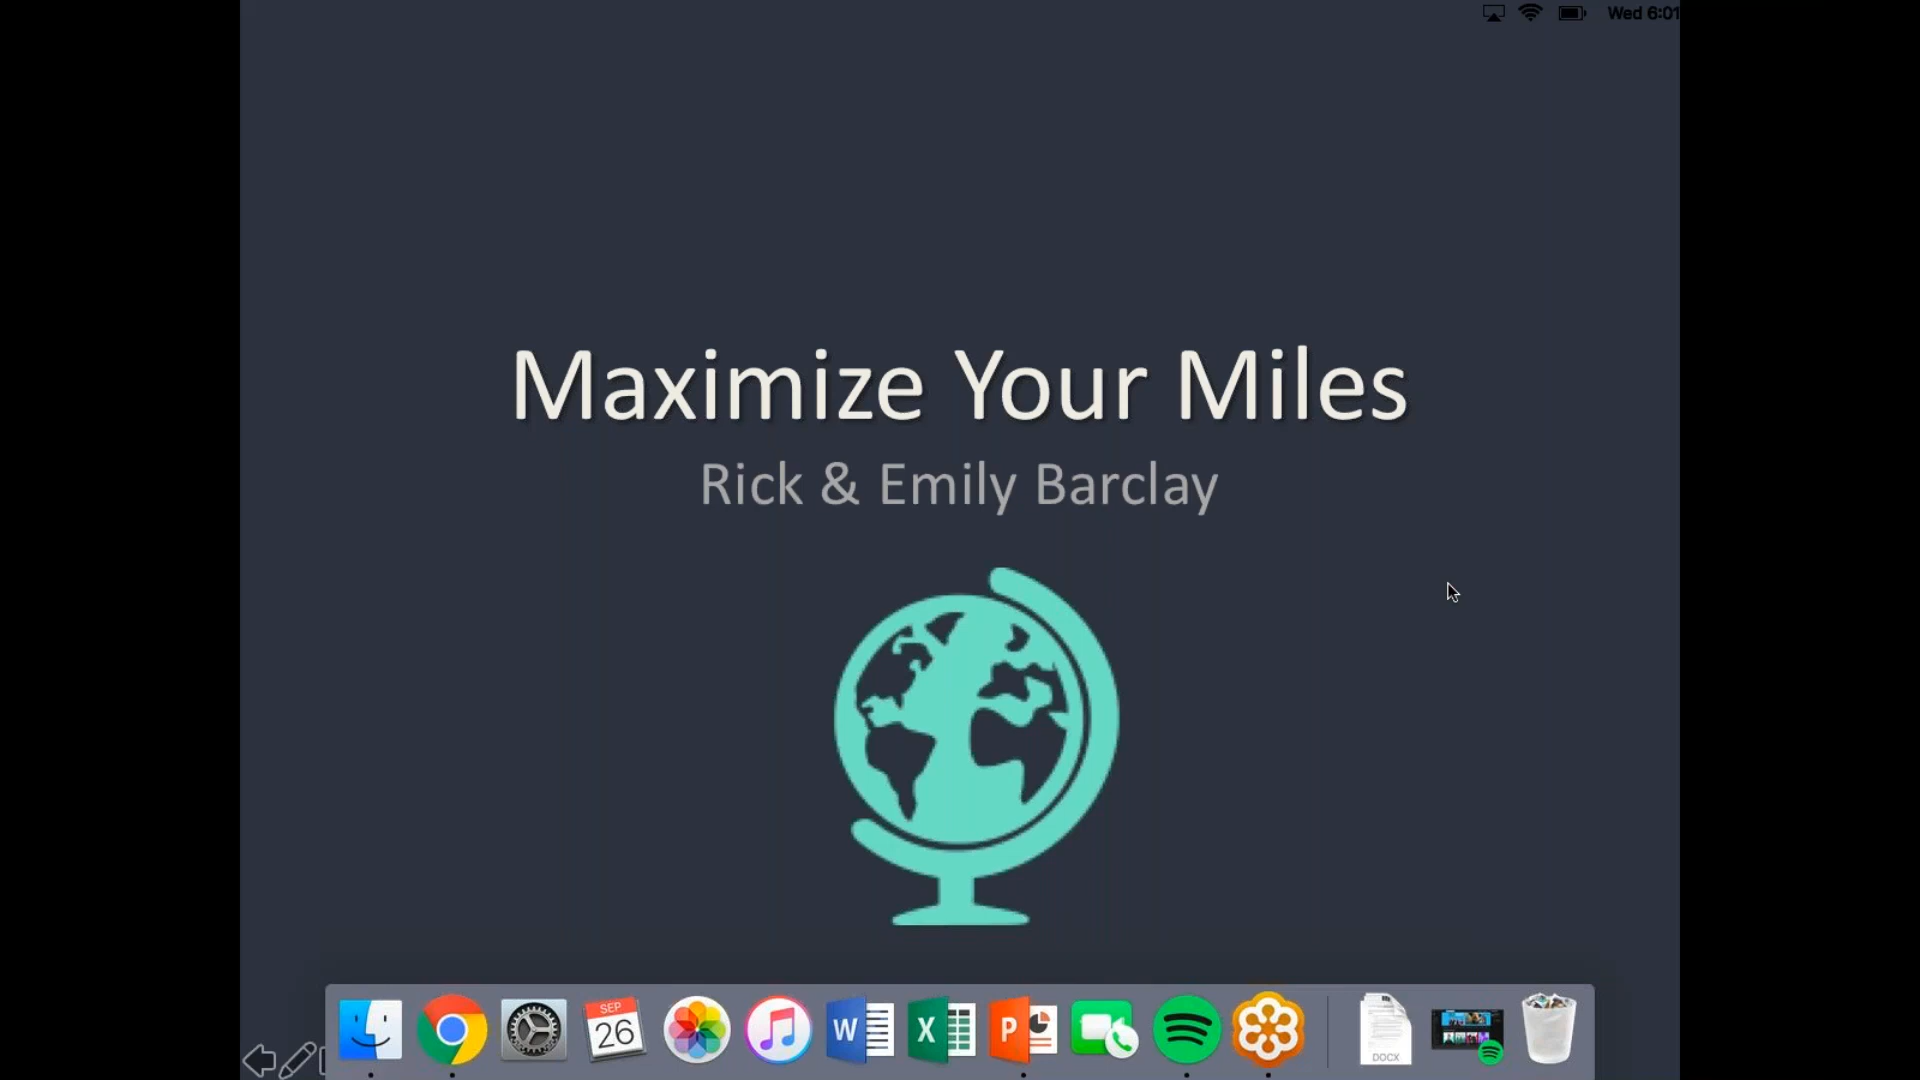 Wed 6:01
Maximize Your Miles
Rick & Emily Barclay
SEP
26
W
X
P
DOCX